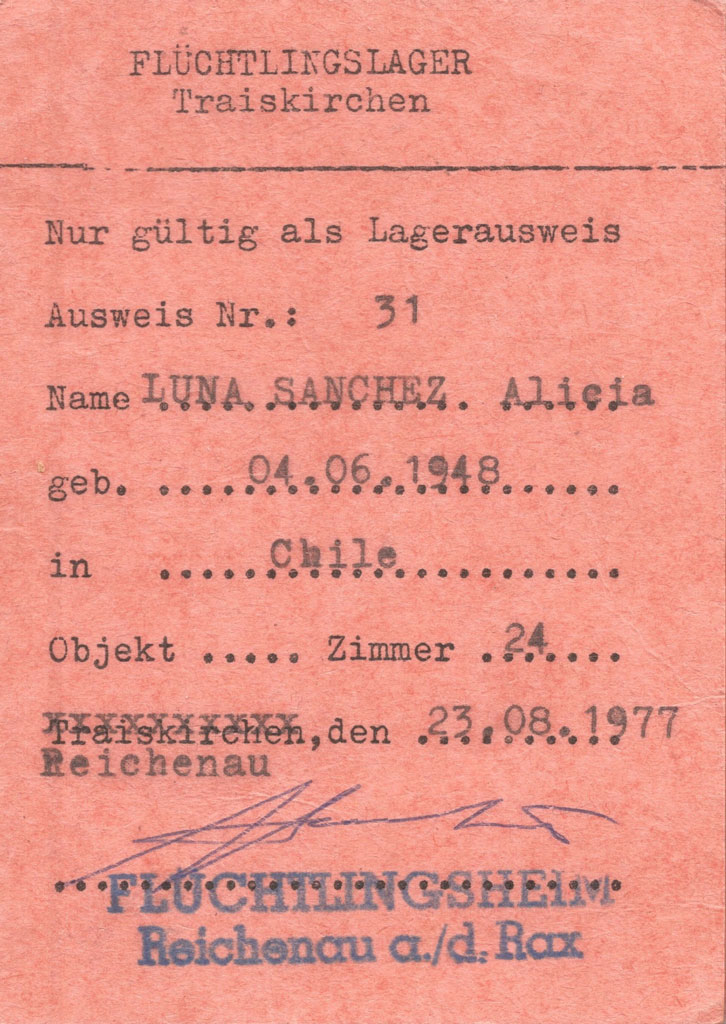 FLÜCHTLINGSLAGER
Traiskirchen
Nur gültig als Lagerausweis
Ausweis Nr.: 31
Name LUNA SANCHEZ. Alicia
geb. 04.06.1948
in Chile
Objekt ..... Zimmer 24
Traiskirchen, den 23.08.1977
Reichenau
FLÜCHTLINGSHEIM
Reichenau a./d. Rax